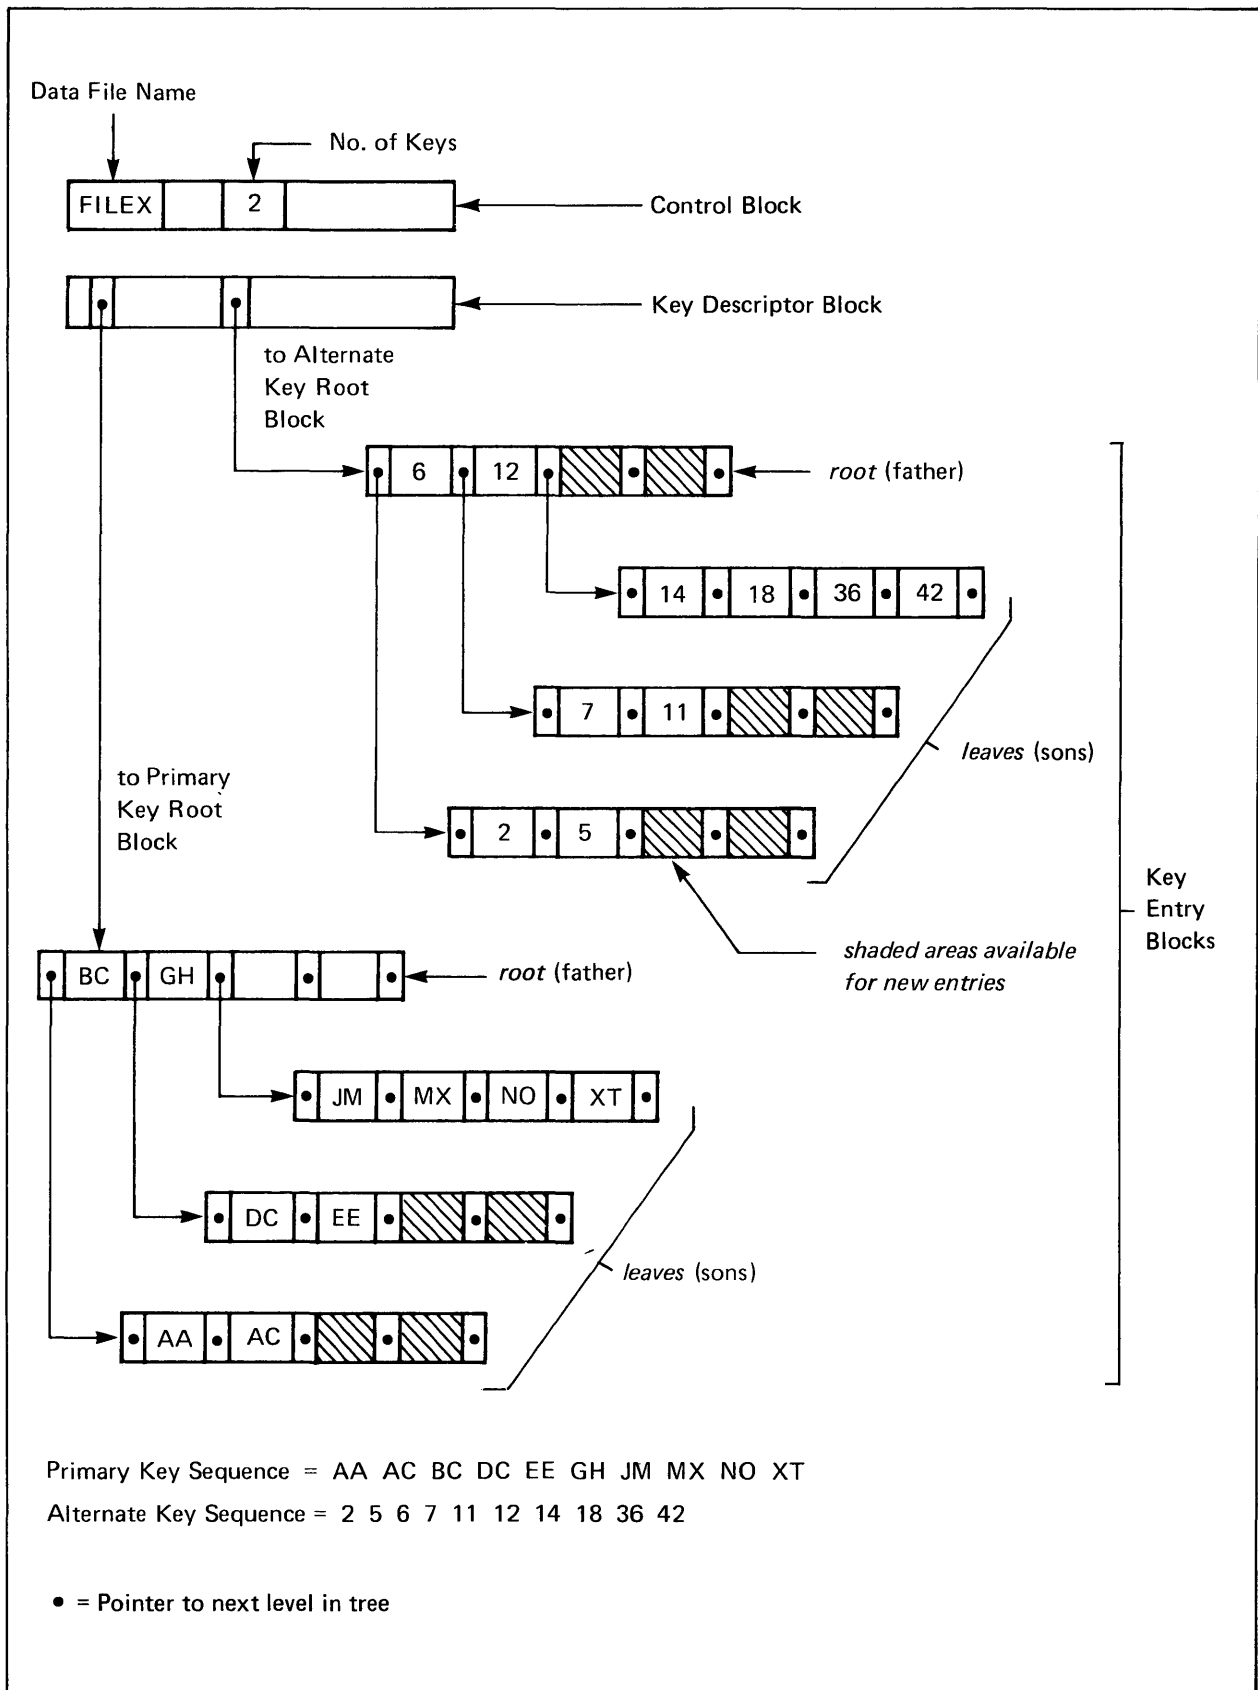 Data File Name
No. of Keys
FILEX 2
Control Block
Key Descriptor Block
to Alternate
Key Root
Block
6 12
root (father)
14 18 36 42
7 11
leaves (sons)
to Primary
Key Root
Block
2 5
Key
Entry
Blocks
shaded areas available
for new entries
BC GH
root (father)
JM MX NO XT
DC EE
leaves (sons)
AA AC
Primary Key Sequence = AA AC BC DC EE GH JM MX NO XT
Alternate Key Sequence = 2 5 6 7 11 12 14 18 36 42
• = Pointer to next level in tree